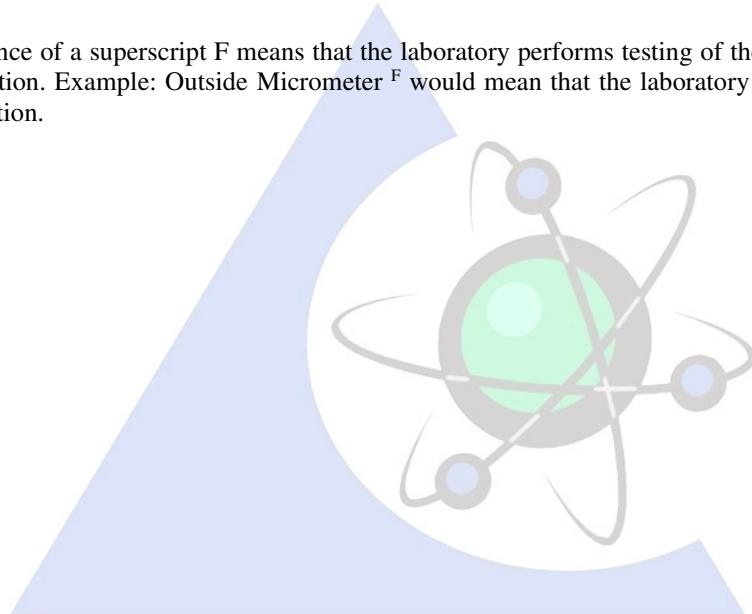 nce of a superscript F means that the laboratory performs testing of the
tion. Example: Outside Micrometer F would mean that the laboratory
tion.